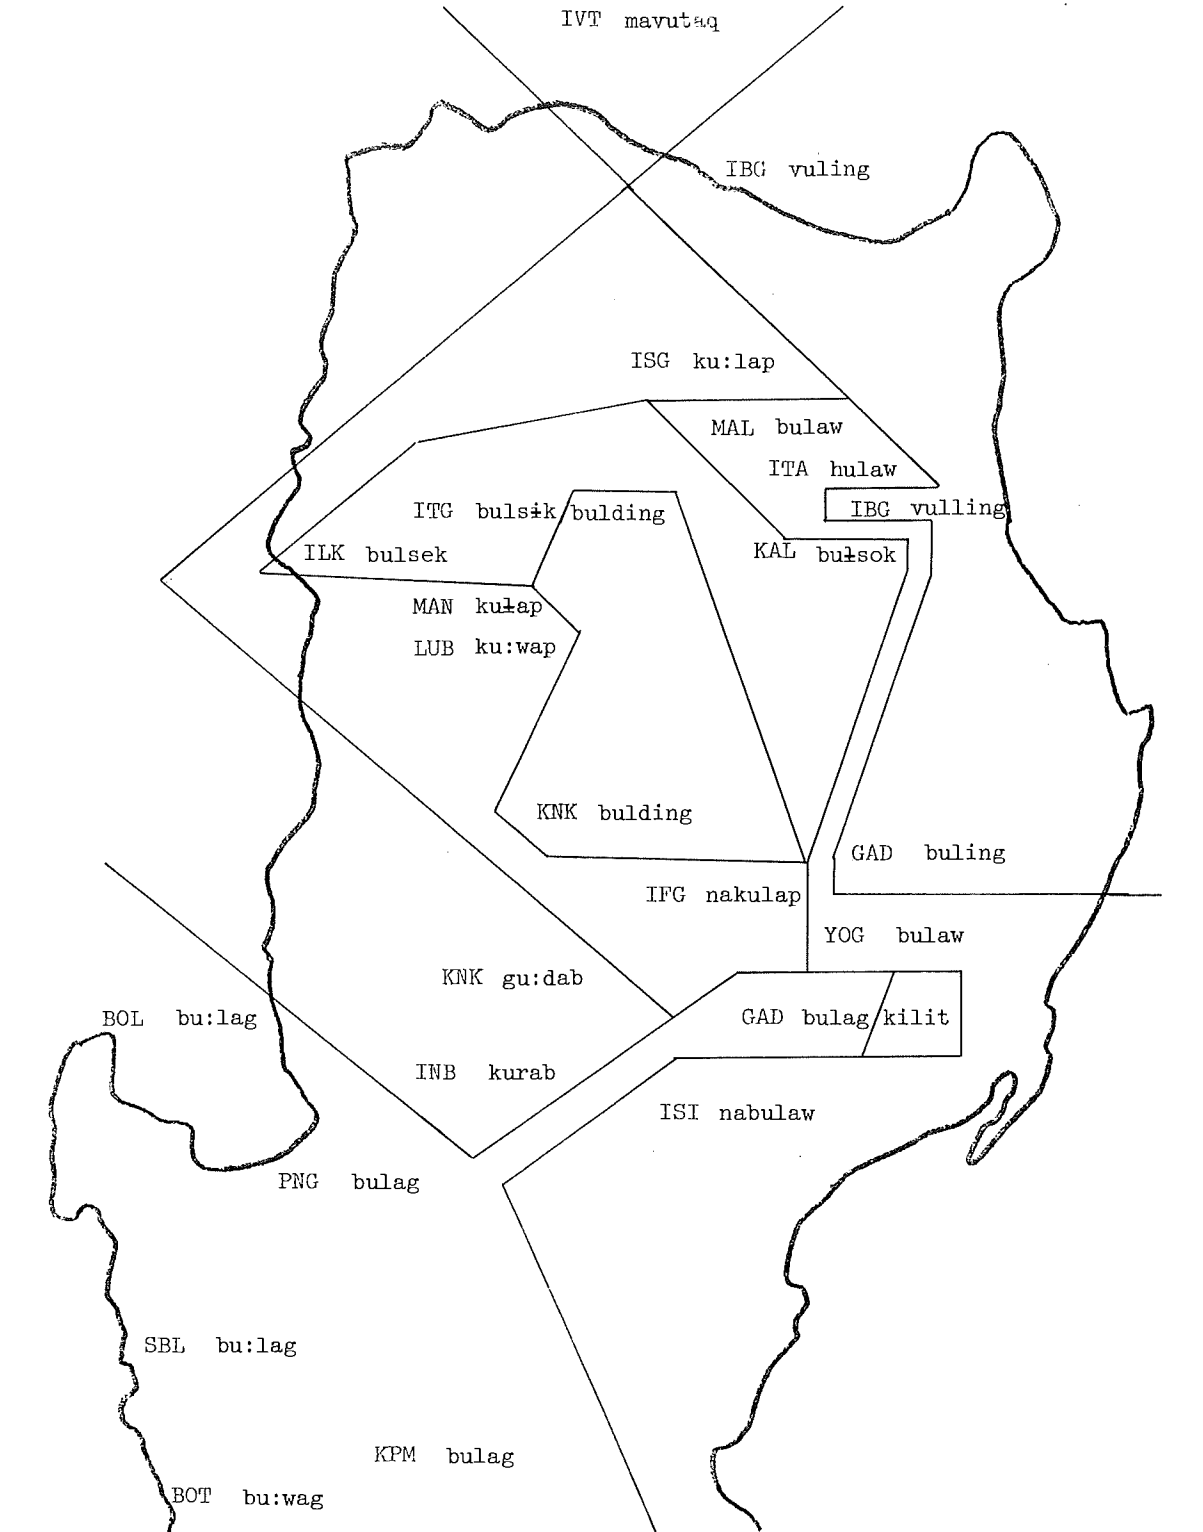 IVT mavutaq
IBG vuling
ISG ku:lap
MAL bulaw
ITA hulaw
ITG bulsɨk/bulding
IBG vulling
ILK bulsek
KAL bułsok
MAN kułap
LUB ku:wap
KNK bulding
GAD buling
IFG nakulap
YOG bulaw
KNK gu:dab
BOL bu:lag
GAD bulag/kilit
INB kurab
ISI nabulaw
PNG bulag
SBL bu:lag
KPM bulag
BOT bu:wag